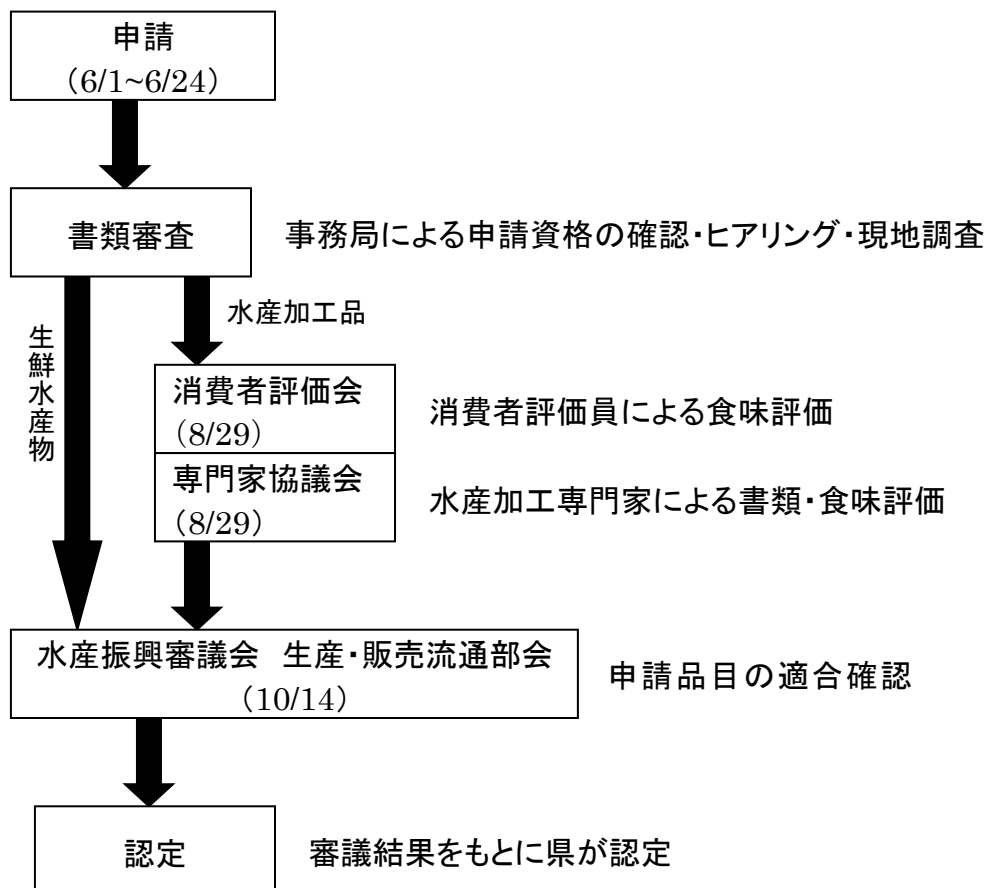 申請
（6/1~6/24）
書類審査
事務局による申請資格の確認・ヒアリング・現地調査
水産加工品
生鮮水産物
消費者評価会
（8/29）
消費者評価員による食味評価
専門家協議会
（8/29）
水産加工専門家による書類・食味評価
水産振興審議会　生産・販売流通部会
（10/14）
申請品目の適合確認
認定
審議結果をもとに県が認定